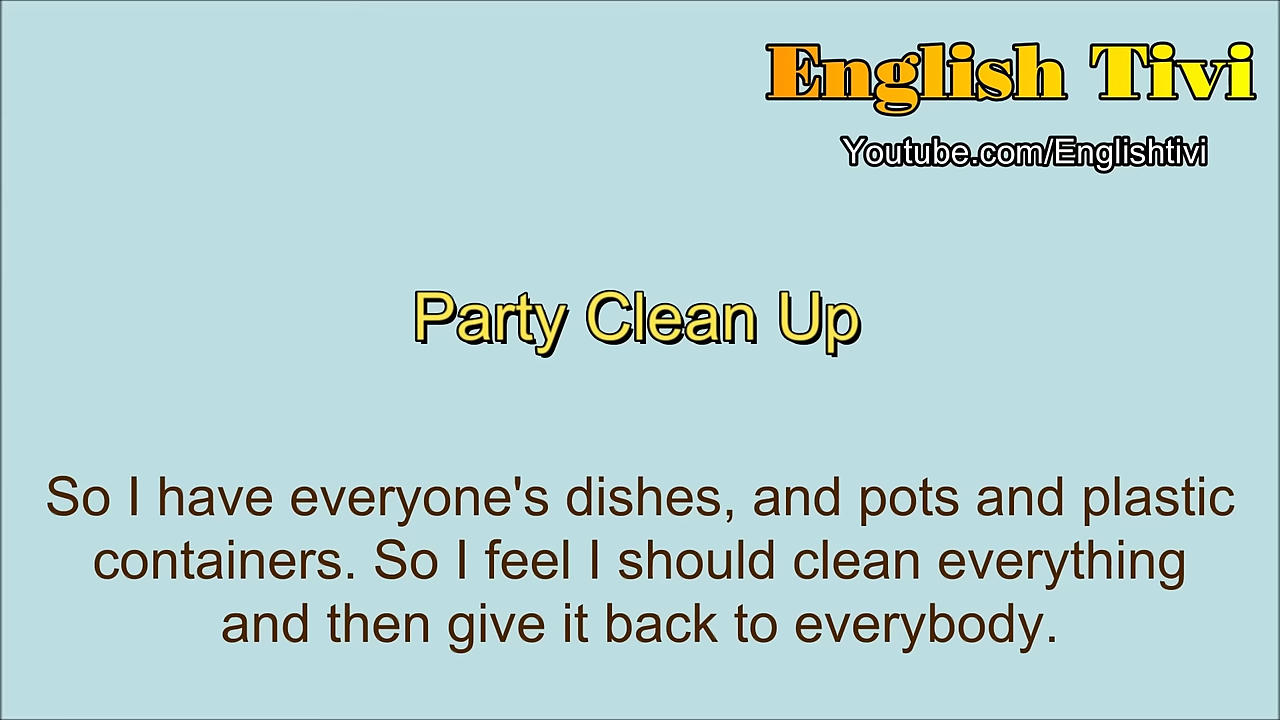 English Tivi
Youtube.com/Englishtivi
Party Clean Up
So I have everyone's dishes, and pots and plastic
containers. So I feel I should clean everything
and then give it back to everybody.